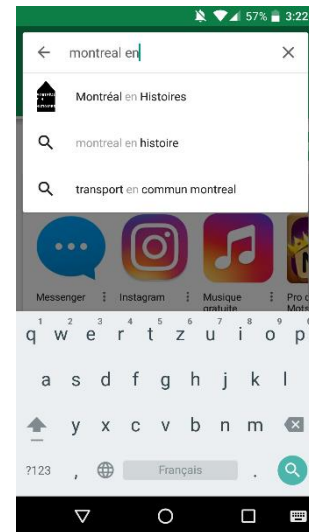 57% 3:22
montreal en
Montréal en Histoires
montreal en histoire
transport en commun montreal
Messenger Instagram Musique gratuite Pro d Mots
1 2 3 4 5 6 7 8 9 0
q w e r t z u i o p
a s d f g h j k l
y x c v b n m
?123 , Français .